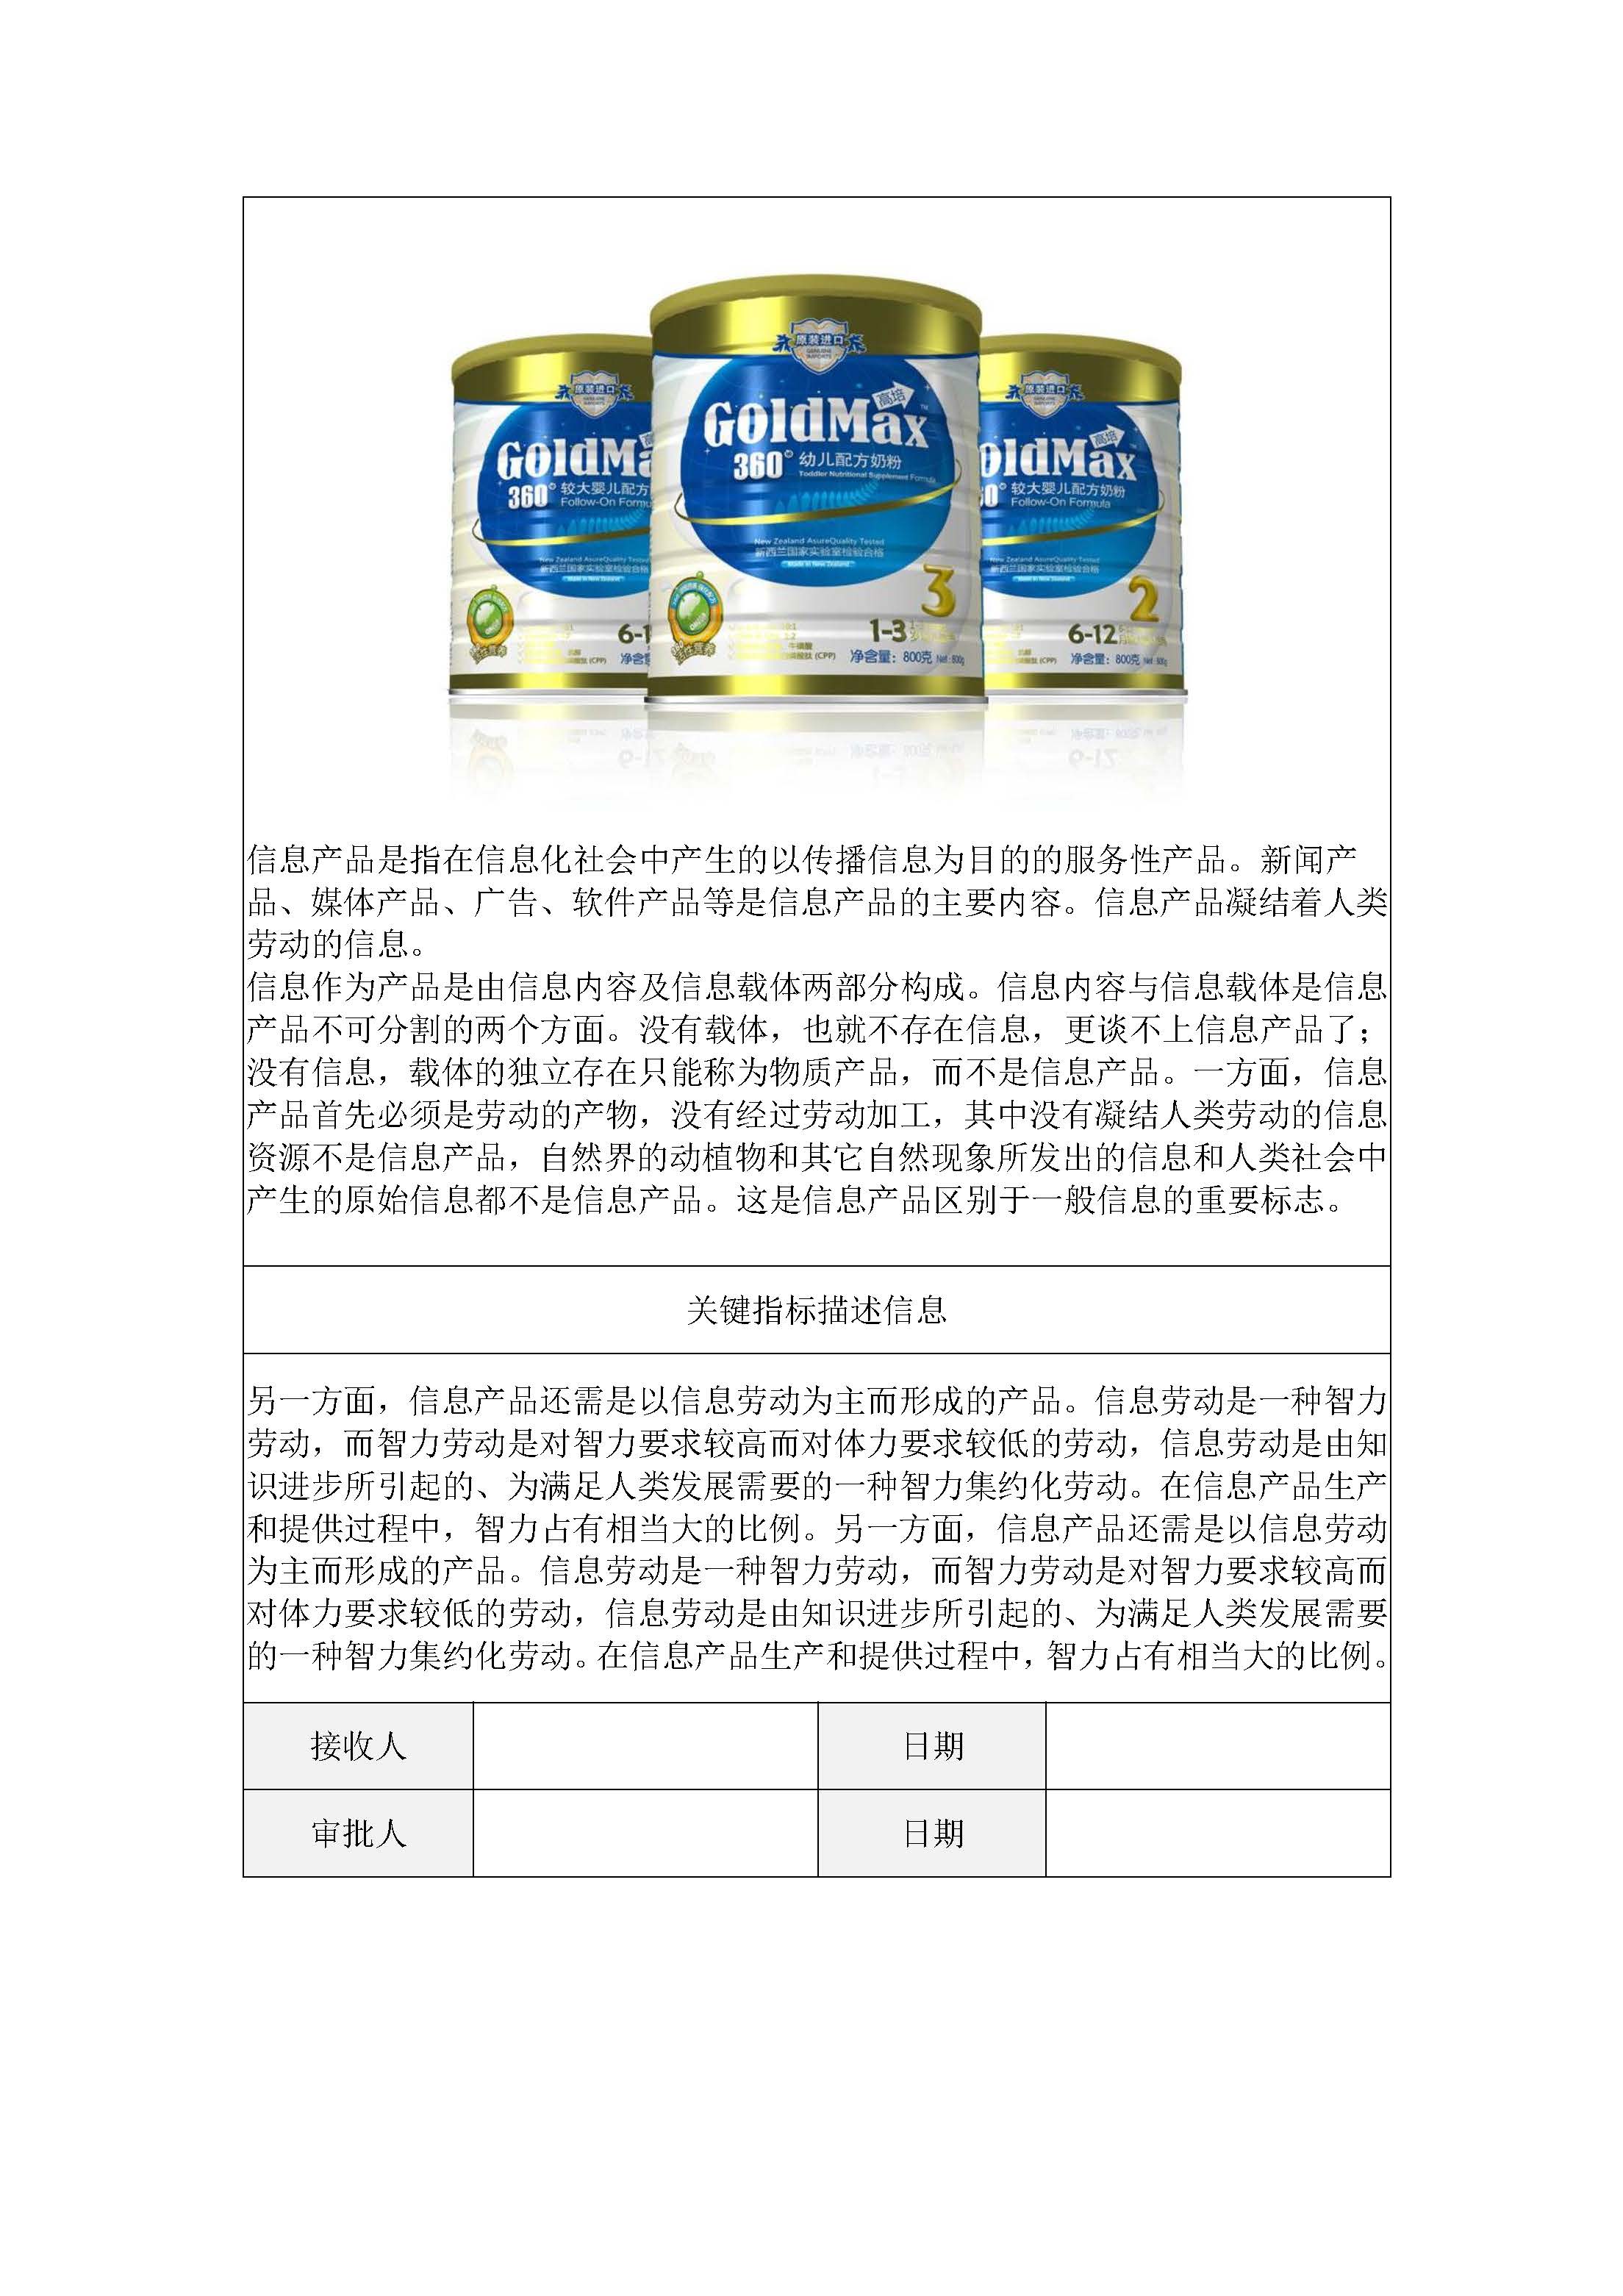 原装进口
GENUINE
IMPORTS
GoldMax
高培
360°
幼儿配方奶粉
Toddler Nutritional Supplement Formula
New Zealand AsureQuality Tested
新西兰国家实验室检验合格
Made in New Zealand
3
1-3
净含量：800克 Net：800g
原装进口
GoldMa
360°
较大婴儿配方
Follow-On Formu
New Zealand AsureQuality Tested
新西兰国家实验室检验合格
Made in New Zealand
6-1
净含
原装进口
oldMax
高培
0°
较大婴儿配方奶粉
Follow-On Formula
New Zealand AsureQuality Tested
新西兰国家实验室检验合格
Made in New Zealand
2
6-12
(CPP)
净含量：800克 Net：800g
信息产品是指在信息化社会中产生的以传播信息为目的的服务性产品。新闻产
品、媒体产品、广告、软件产品等是信息产品的主要内容。信息产品凝结着人类
劳动的信息。
信息作为产品是由信息内容及信息载体两部分构成。信息内容与信息载体是信息
产品不可分割的两个方面。没有载体，也就不存在信息，更谈不上信息产品了；
没有信息，载体的独立存在只能称为物质产品，而不是信息产品。一方面，信息
产品首先必须是劳动的产物，没有经过劳动加工，其中没有凝结人类劳动的信息
资源不是信息产品，自然界的动植物和其它自然现象所发出的信息和人类社会中
产生的原始信息都不是信息产品。这是信息产品区别于一般信息的重要标志。
关键指标描述信息
另一方面，信息产品还需是以信息劳动为主而形成的产品。信息劳动是一种智力
劳动，而智力劳动是对智力要求较高而对体力要求较低的劳动，信息劳动是由知
识进步所引起的、为满足人类发展需要的一种智力集约化劳动。在信息产品生产
和提供过程中，智力占有相当大的比例。另一方面，信息产品还需是以信息劳动
为主而形成的产品。信息劳动是一种智力劳动，而智力劳动是对智力要求较高而
对体力要求较低的劳动，信息劳动是由知识进步所引起的、为满足人类发展需要
的一种智力集约化劳动。在信息产品生产和提供过程中，智力占有相当大的比例。
接收人 日期
审批人 日期